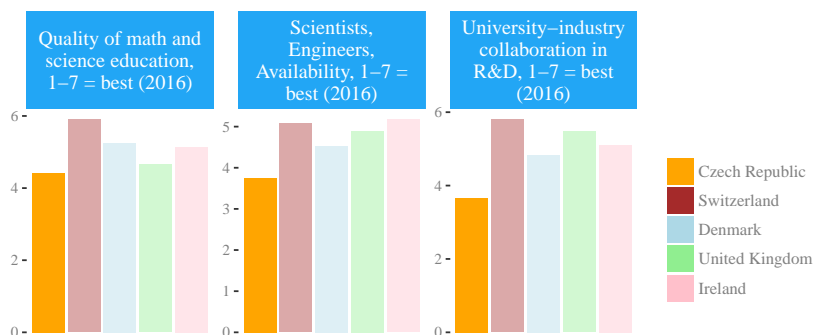 Quality of math and
science education,
1–7 = best (2016)
Scientists,
Engineers,
Availability, 1–7 =
best (2016)
University–industry
collaboration in
R&D, 1–7 = best
(2016)
6
4
2
0
5
4
3
2
1
0
6
4
2
0
Czech Republic
Switzerland
Denmark
United Kingdom
Ireland